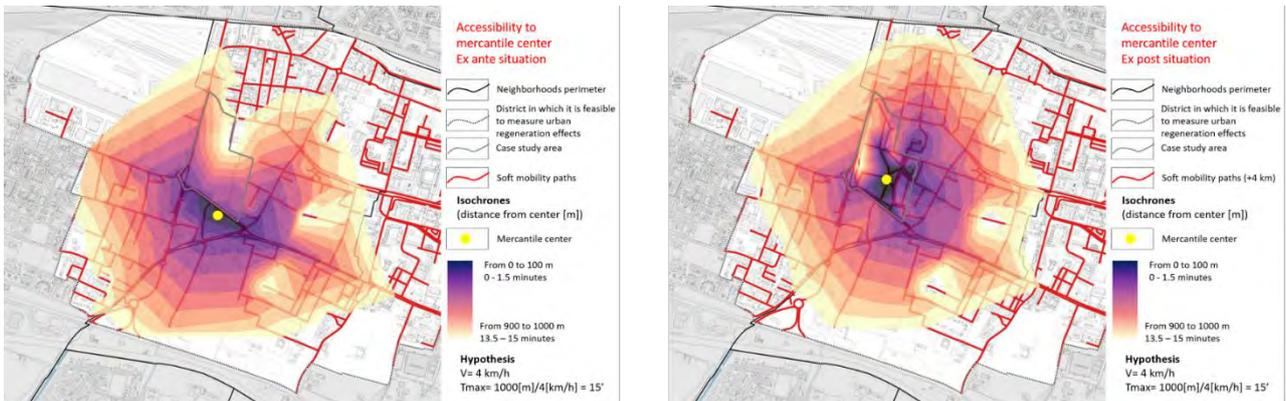 Accessibility to
mercantile center
Ex ante situation
Neighborhoods perimeter
District in which it is feasible
to measure urban
regeneration effects
Case study area
Soft mobility paths
Isochrones
(distance from center [m])
Mercantile center
From 0 to 100 m
0 - 1.5 minutes
From 900 to 1000 m
13.5 – 15 minutes
Hypothesis
V= 4 km/h
Tmax= 1000[m]/4[km/h] = 15'
Accessibility to
mercantile center
Ex post situation
Neighborhoods perimeter
District in which it is feasible
to measure urban
regeneration effects
Case study area
Soft mobility paths (+4 km)
Isochrones
(distance from center [m])
Mercantile center
From 0 to 100 m
0 - 1.5 minutes
From 900 to 1000 m
13.5 – 15 minutes
Hypothesis
V= 4 km/h
Tmax= 1000[m]/4[km/h] = 15'